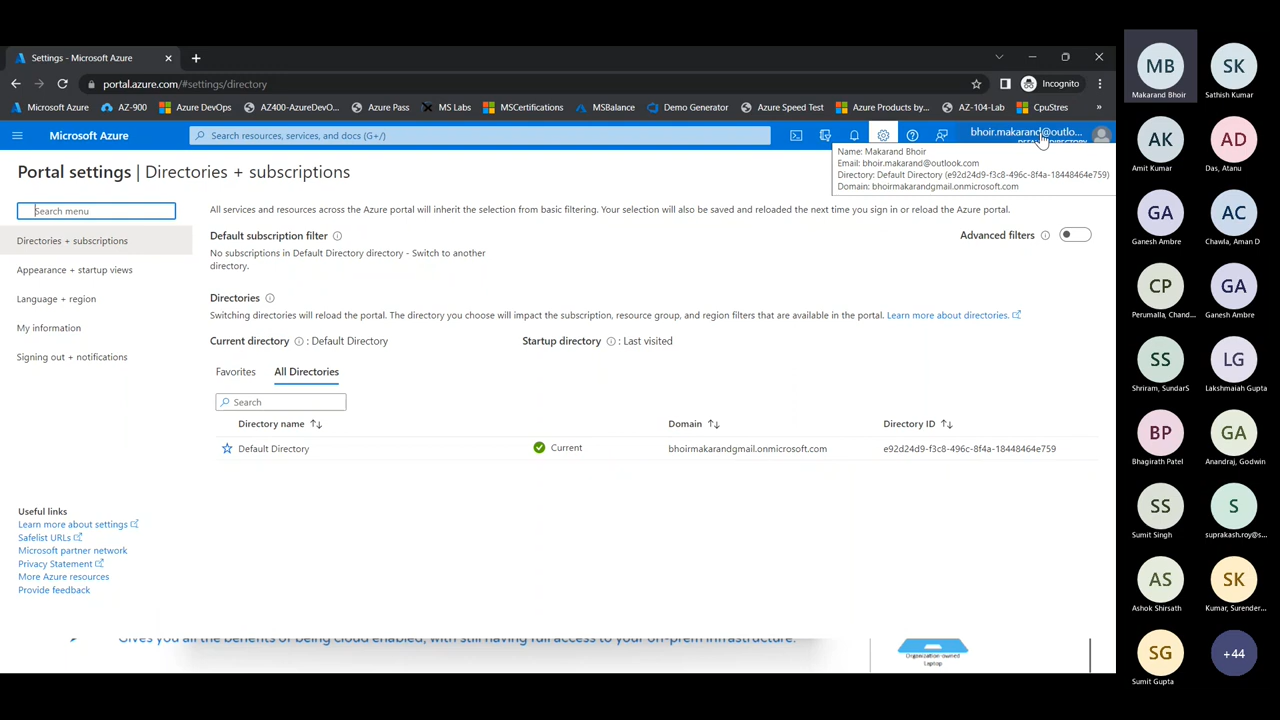 Settings - Microsoft Azure
portal.azure.com/#settings/directory
Incognito
Microsoft Azure
AZ-900
Azure DevOps
AZ400-AzureDevO...
Azure Pass
MS Labs
MSCertifications
MSBalance
Demo Generator
Azure Speed Test
Azure Products by...
AZ-104-Lab
CpuStres
»
Microsoft Azure
Search resources, services, and docs (G+/)
bhoir.makarand@outlo...
DEFAULT DIRECTORY
Name: Makarand Bhoir
Email: bhoir.makarand@outlook.com
Directory: Default Directory (e92d24d9-f3c8-496c-8f4a-18448464e759)
Domain: bhoirmakarandgmail.onmicrosoft.com
Portal settings | Directories + subscriptions
Search menu
Directories + subscriptions
Appearance + startup views
Language + region
My information
Signing out + notifications
Useful links
Learn more about settings
Safelist URLs
Microsoft partner network
Privacy Statement
More Azure resources
Provide feedback
All services and resources across the Azure portal will inherit the selection from basic filtering. Your selection will also be saved and reloaded the next time you sign in or reload the Azure portal.
Default subscription filter
Advanced filters
No subscriptions in Default Directory directory - Switch to another
directory.
Directories
Switching directories will reload the portal. The directory you choose will impact the subscription, resource group, and region filters that are available in the portal. Learn more about directories.
Current directory : Default Directory
Startup directory : Last visited
Favorites
All Directories
Search
Directory name
Domain
Directory ID
Default Directory
Current
bhoirmakarandgmail.onmicrosoft.com
e92d24d9-f3c8-496c-8f4a-18448464e759
Gives you all the benefits of being cloud enabled, with still having full access to your on-prem infrastructure.
Organization owned
Laptop
MB
Makarand Bhoir
SK
Sathish Kumar
AK
Amit Kumar
AD
Das, Atanu
GA
Ganesh Ambre
AC
Chawla, Aman D
CP
Perumalla, Chand...
GA
Ganesh Ambre
SS
Shriram, SundarS
LG
Lakshmaiah Gupta
BP
Bhagirath Patel
GA
Anandraj, Godwin
SS
Sumit Singh
S
suprakash.roy@s...
AS
Ashok Shirsath
SK
Kumar, Surender...
SG
Sumit Gupta
+44